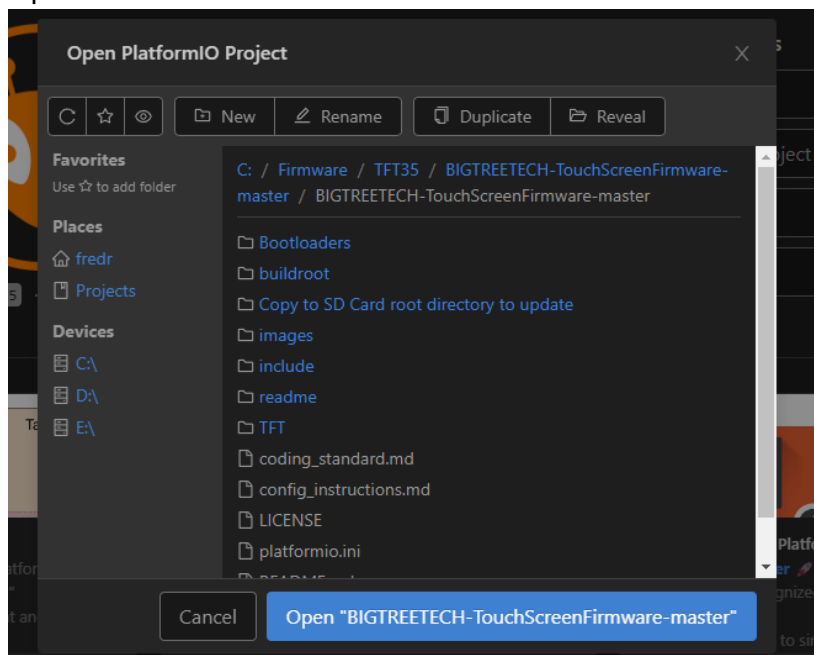 Open PlatformIO Project
New
Rename
Duplicate
Reveal
Favorites
Use ☆ to add folder
Places
fredr
Projects
Devices
C:\
D:\
E:\
C: / Firmware / TFT35 / BIGTREETECH-TouchScreenFirmware-
master / BIGTREETECH-TouchScreenFirmware-master
Bootloaders
buildroot
Copy to SD Card root directory to update
images
include
readme
TFT
coding_standard.md
config_instructions.md
LICENSE
platformio.ini
Cancel
Open "BIGTREETECH-TouchScreenFirmware-master"